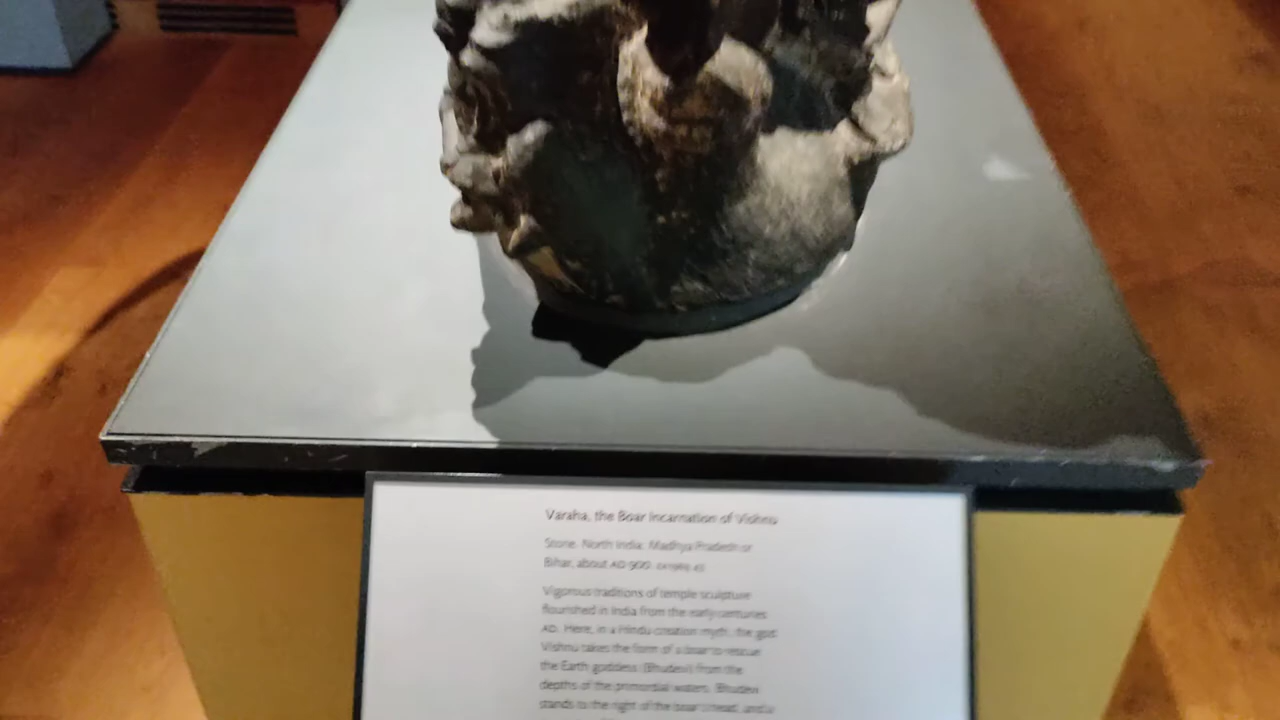 Varaha, the Boar Incarnation of Vishnu
Stone. North India. Madhya Pradesh or
Bihar, about AD 900.
Vigorous traditions of temple sculpture
flourished in India from the early centuries
AD. Here, in a Hindu creation myth, the god
Vishnu takes the form of a boar to rescue
the Earth goddess (Bhudevi) from the
depths of the primordial waters. Bhudevi
stands to the right of the boar's head, and a